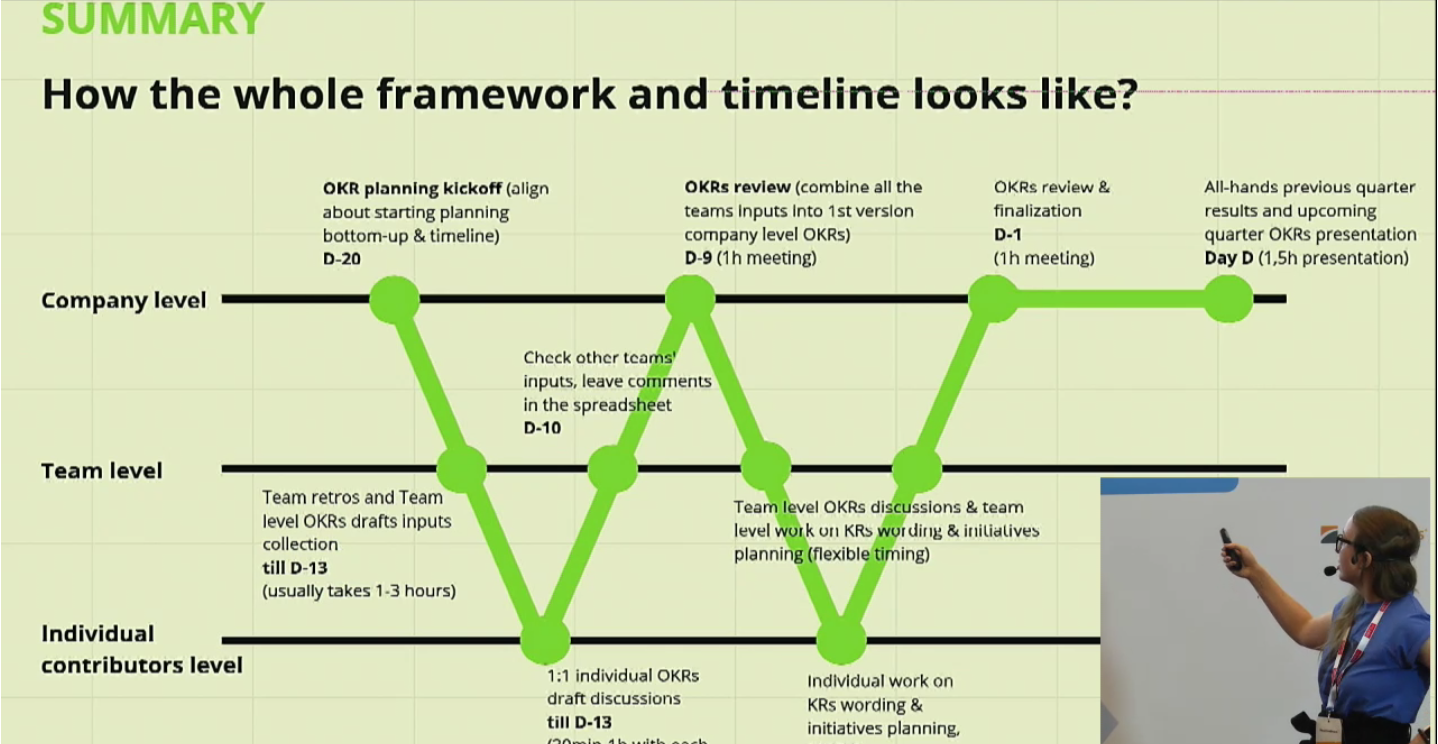 SUMMARY
How the whole framework and timeline looks like?
OKR planning kickoff (align
about starting planning
bottom-up & timeline)
D-20
OKRs review (combine all the
teams inputs into 1st version
company level OKRs)
D-9 (1h meeting)
OKRs review &
finalization
D-1
(1h meeting)
All-hands previous quarter
results and upcoming
quarter OKRs presentation
Day D (1,5h presentation)
Company level
Check other teams'
inputs, leave comments
in the spreadsheet
D-10
Team level
Team retros and Team
level OKRs drafts inputs
collection
till D-13
(usually takes 1-3 hours)
Team level OKRs discussions & team
level work on KRs wording & initiatives
planning (flexible timing)
Individual
contributors level
1:1 individual OKRs
draft discussions
till D-13
(30min-1h with each
Individual work on
KRs wording &
initiatives planning,